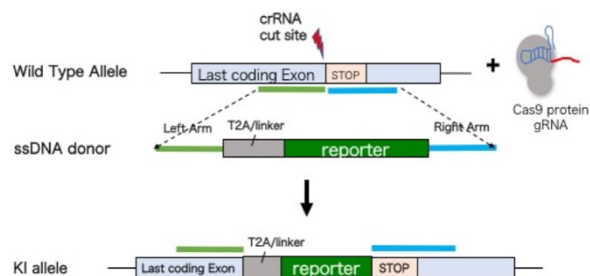 crRNA
cut site
Wild Type Allele
Last coding Exon
STOP
+
Cas9 protein
gRNA
Left Arm
T2A/linker
Right Arm
ssDNA donor
reporter
T2A/linker
KI allele
Last coding Exon
reporter
STOP